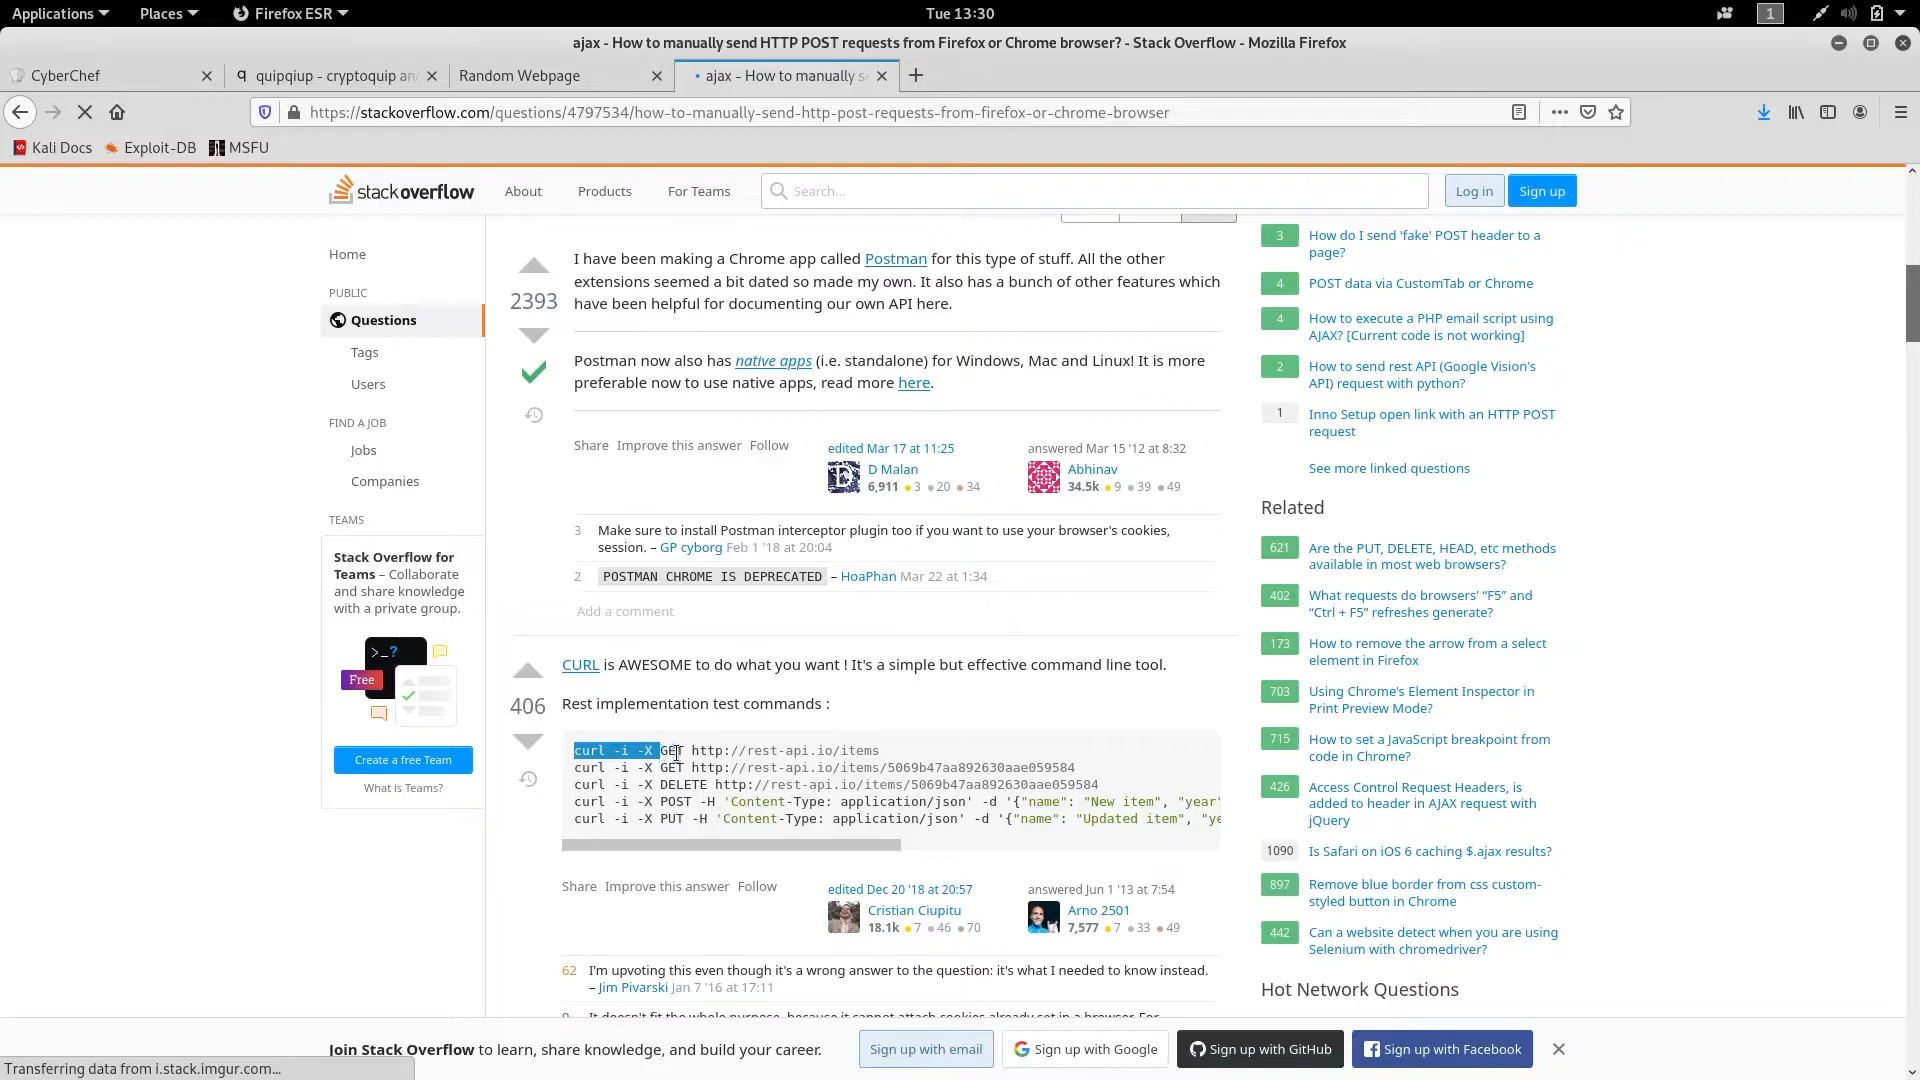 Applications
Places
Firefox ESR
Tue 13:30
1
ajax - How to manually send HTTP POST requests from Firefox or Chrome browser? - Stack Overflow - Mozilla Firefox
CyberChef
quipqiup - cryptoquip an
Random Webpage
ajax - How to manually s
https://stackoverflow.com/questions/4797534/how-to-manually-send-http-post-requests-from-firefox-or-chrome-browser
Kali Docs
Exploit-DB
MSFU
stackoverflow
About
Products
For Teams
Search...
Log in
Sign up
Home
PUBLIC
Questions
Tags
Users
FIND A JOB
Jobs
Companies
TEAMS
Stack Overflow for
Teams – Collaborate
and share knowledge
with a private group.
>_?
Free
Create a free Team
What is Teams?
I have been making a Chrome app called Postman for this type of stuff. All the other
extensions seemed a bit dated so made my own. It also has a bunch of other features which
have been helpful for documenting our own API here.
2393
Postman now also has native apps (i.e. standalone) for Windows, Mac and Linux! It is more
preferable now to use native apps, read more here.
Share Improve this answer Follow
edited Mar 17 at 11:25
D Malan
6,911 3 20 34
answered Mar 15 '12 at 8:32
Abhinav
34.5k 9 39 49
3 Make sure to install Postman interceptor plugin too if you want to use your browser's cookies,
session. – GP cyborg Feb 1 '18 at 20:04
2 POSTMAN CHROME IS DEPRECATED – HoaPhan Mar 22 at 1:34
Add a comment
CURL is AWESOME to do what you want ! It's a simple but effective command line tool.
406
Rest implementation test commands :
curl -i -X GET http://rest-api.io/items
curl -i -X GET http://rest-api.io/items/5069b47aa892630aae059584
curl -i -X DELETE http://rest-api.io/items/5069b47aa892630aae059584
curl -i -X POST -H 'Content-Type: application/json' -d '{"name": "New item", "year"
curl -i -X PUT -H 'Content-Type: application/json' -d '{"name": "Updated item", "ye
Share Improve this answer Follow
edited Dec 20 '18 at 20:57
Cristian Ciupitu
18.1k 7 46 70
answered Jun 1 '13 at 7:54
Arno 2501
7,577 7 33 49
62 I'm upvoting this even though it's a wrong answer to the question: it's what I needed to know instead.
– Jim Pivarski Jan 7 '16 at 17:11
9 It doesn't fit the whole purpose, because it cannot attach cookies already set in a browser. For
3 How do I send 'fake' POST header to a
page?
4 POST data via CustomTab or Chrome
4 How to execute a PHP email script using
AJAX? [Current code is not working]
2 How to send rest API (Google Vision's
API) request with python?
1 Inno Setup open link with an HTTP POST
request
See more linked questions
Related
621 Are the PUT, DELETE, HEAD, etc methods
available in most web browsers?
402 What requests do browsers' “F5” and
“Ctrl + F5” refreshes generate?
173 How to remove the arrow from a select
element in Firefox
703 Using Chrome's Element Inspector in
Print Preview Mode?
715 How to set a JavaScript breakpoint from
code in Chrome?
426 Access Control Request Headers, is
added to header in AJAX request with
jQuery
1090 Is Safari on iOS 6 caching $.ajax results?
897 Remove blue border from css custom-
styled button in Chrome
442 Can a website detect when you are using
Selenium with chromedriver?
Hot Network Questions
Join Stack Overflow to learn, share knowledge, and build your career.
Sign up with email
Sign up with Google
Sign up with GitHub
Sign up with Facebook
Transferring data from i.stack.imgur.com...